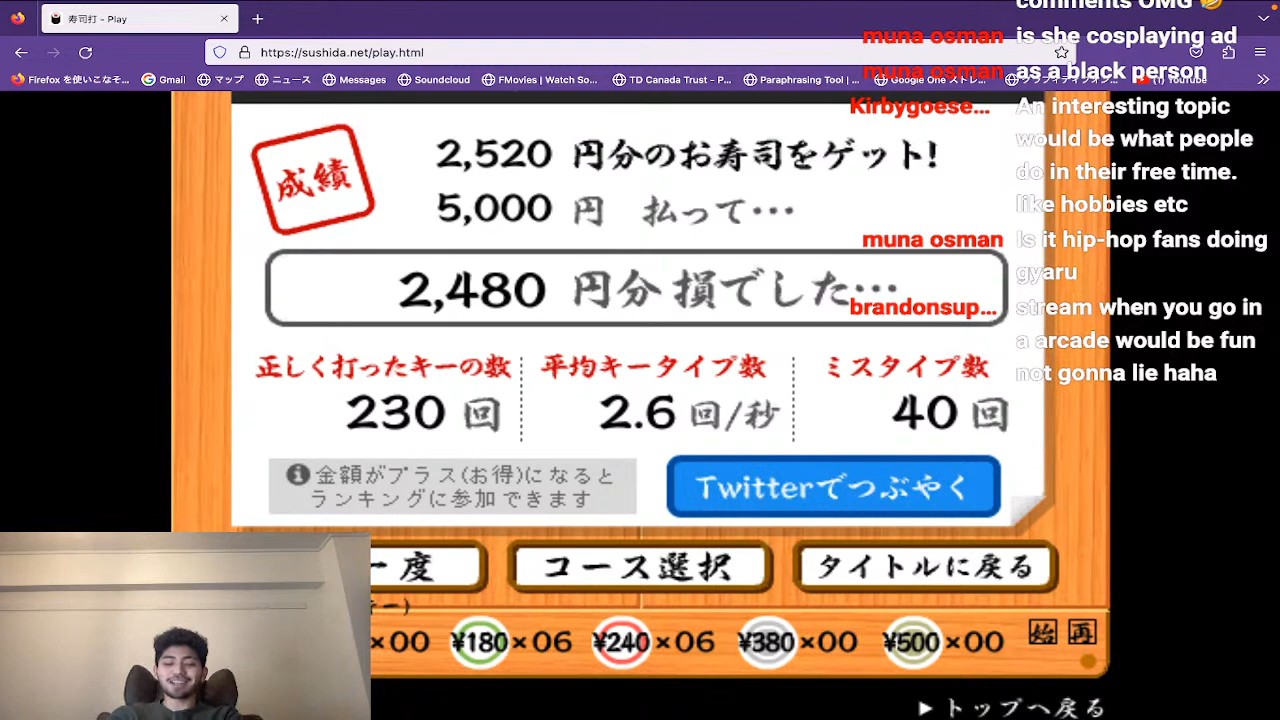 寿司打 - Play
https://sushida.net/play.html
Firefox を使いこなそ...
Gmail
マップ
ニュース
Messages
Soundcloud
FMovies | Watch So...
TD Canada Trust - P...
Paraphrasing Tool | ...
Google One ストレ...
YouTube
comments OMG 🤣
muna osman is she cosplaying ad
muna osman as a black person
Kirbygoese... An interesting topic
would be what people
do in their free time.
like hobbies etc
muna osman Is it hip-hop fans doing
gyaru
brandonsup... stream when you go in
a arcade would be fun
not gonna lie haha
成績
2,520 円分のお寿司をゲット!
5,000 円 払って…
2,480 円分 損でした…
正しく打ったキーの数
230 回
平均キータイプ数
2.6 回/秒
ミスタイプ数
40 回
金額がプラス(お得)になると
ランキングに参加できます
Twitterでつぶやく
一度
キー)
コース選択
タイトルに戻る
×00
¥180×06
¥240×06
¥380×00
¥500×00
始
再
▶トップへ戻る